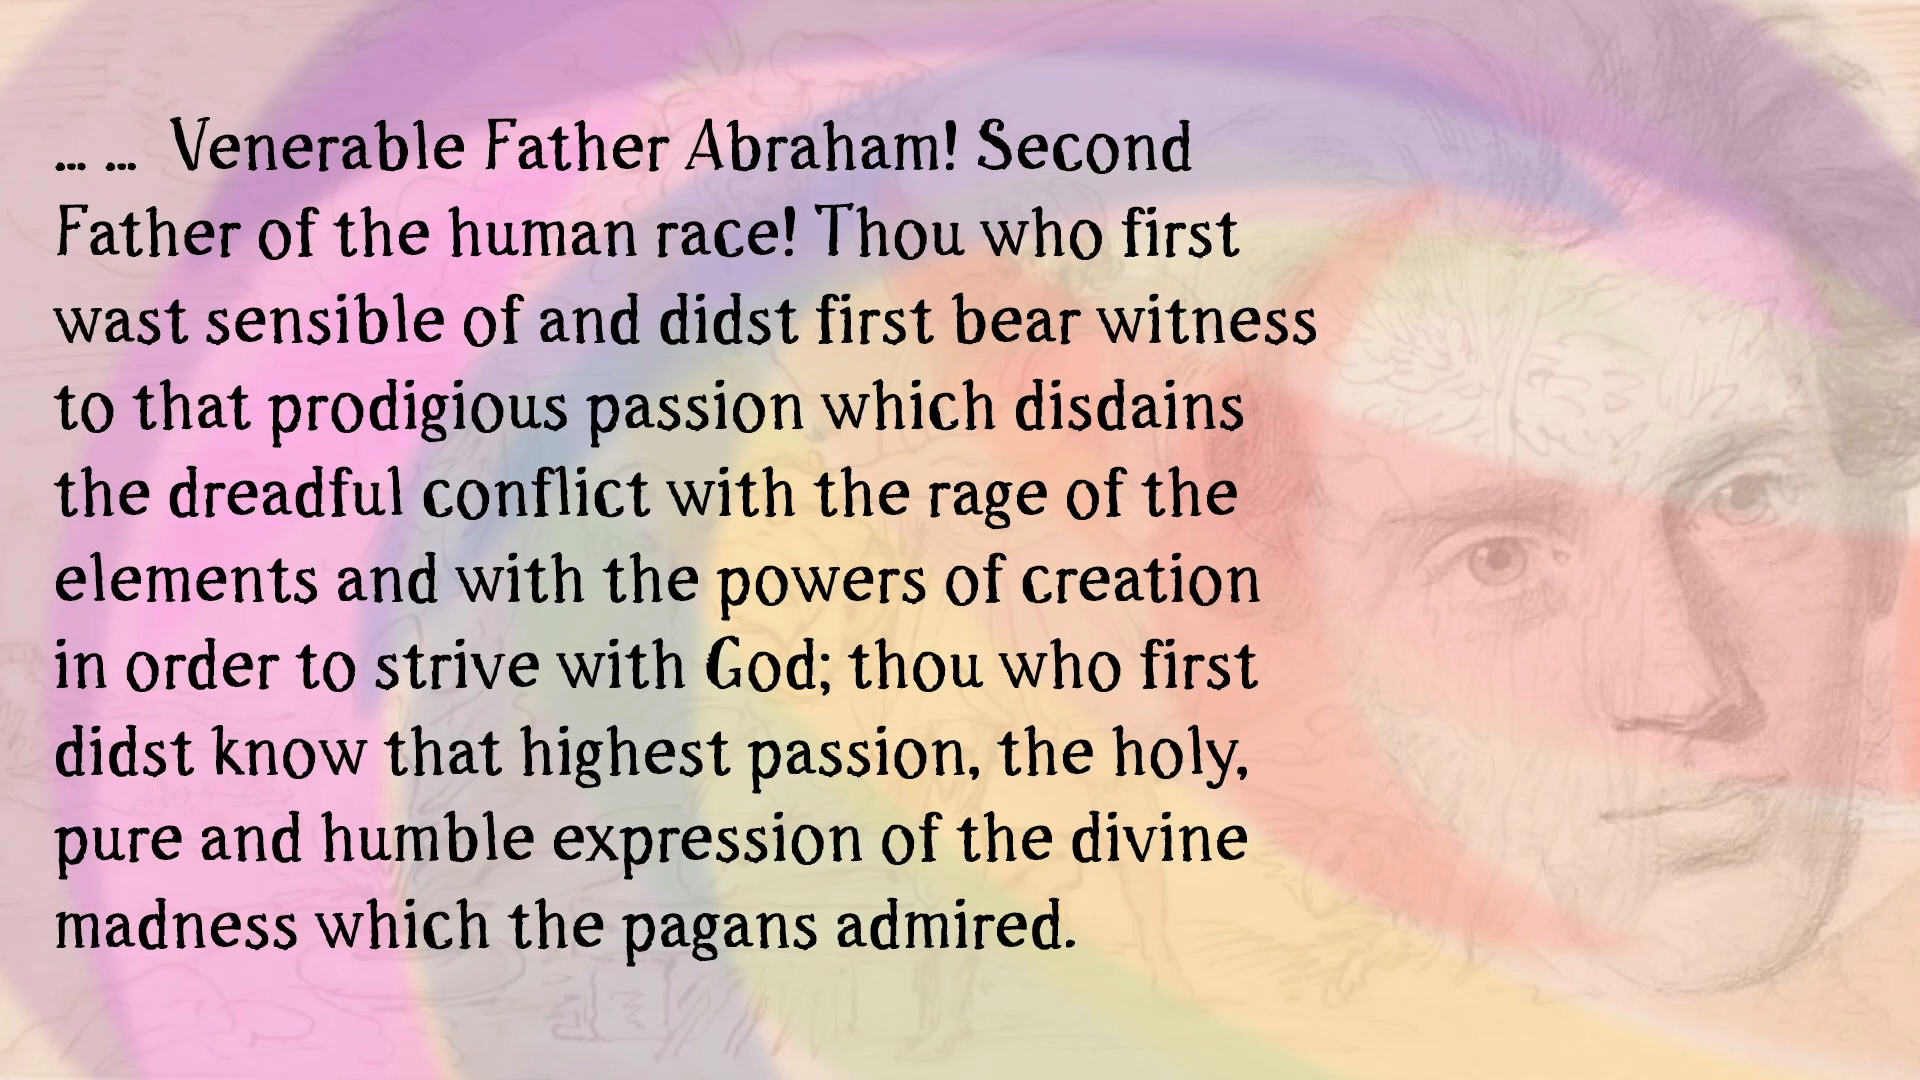 ... ... Venerable Father Abraham! Second
Father of the human race! Thou who first
wast sensible of and didst first bear witness
to that prodigious passion which disdains
the dreadful conflict with the rage of the
elements and with the powers of creation
in order to strive with God; thou who first
didst know that highest passion, the holy,
pure and humble expression of the divine
madness which the pagans admired.